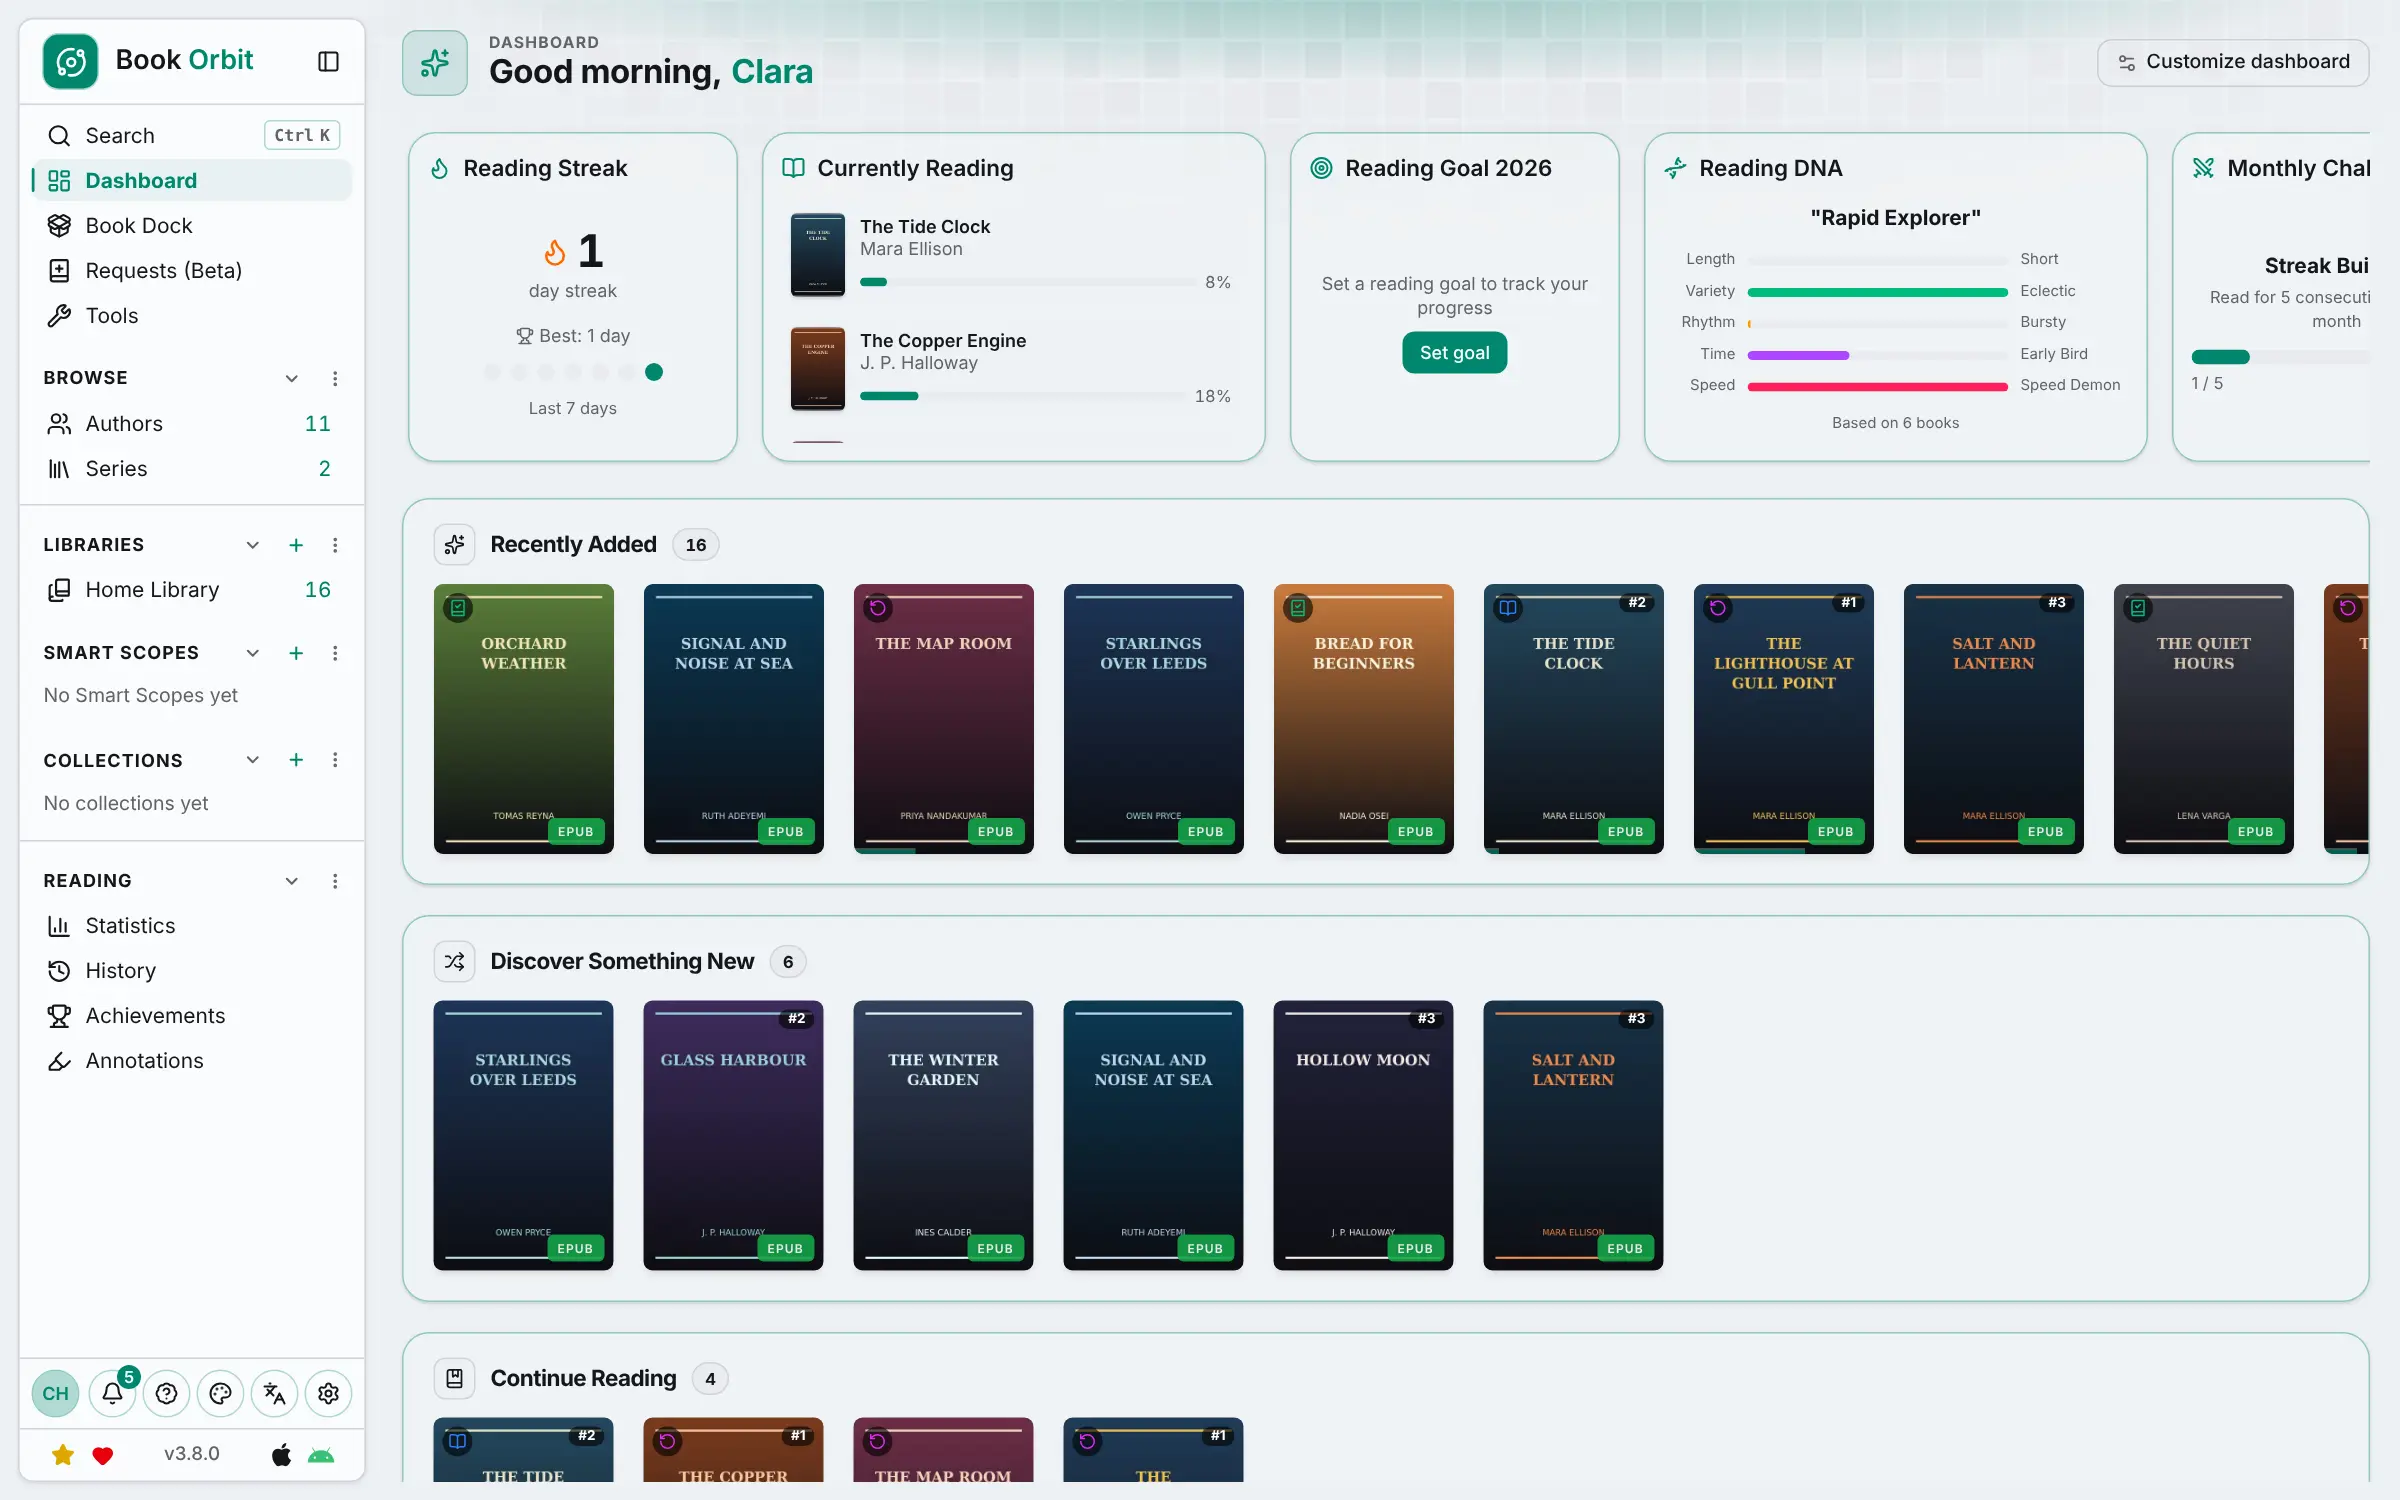 Book Orbit
Search
Ctrl K
Dashboard
Book Dock
Requests (Beta)
Tools
BROWSE
Authors 11
Series 2
LIBRARIES
Home Library 16
SMART SCOPES
No Smart Scopes yet
COLLECTIONS
No collections yet
READING
Statistics
History
Achievements
Annotations
CH
5
v3.8.0
DASHBOARD
Good morning, Clara
Customize dashboard
Reading Streak
1
day streak
Best: 1 day
Last 7 days
Currently Reading
THE TIDE
CLOCK
The Tide Clock
Mara Ellison
8%
THE COPPER
ENGINE
The Copper Engine
J. P. Halloway
18%
Reading Goal 2026
Set a reading goal to track your
progress
Set goal
Reading DNA
"Rapid Explorer"
Length Short
Variety Eclectic
Rhythm Bursty
Time Early Bird
Speed Speed Demon
Based on 6 books
Monthly Chal
Streak Bui
Read for 5 consecuti
month
1 / 5
Recently Added 16
ORCHARD
WEATHER
TOMAS REYNA
EPUB
SIGNAL AND
NOISE AT SEA
RUTH ADEYEMI
EPUB
THE MAP ROOM
PRIYA NANDAKUMAR
EPUB
STARLINGS
OVER LEEDS
OWEN PRYCE
EPUB
BREAD FOR
BEGINNERS
NADIA OSEI
EPUB
#2
THE TIDE
CLOCK
MARA ELLISON
EPUB
#1
THE
LIGHTHOUSE AT
GULL POINT
MARA ELLISON
EPUB
#3
SALT AND
LANTERN
MARA ELLISON
EPUB
THE QUIET
HOURS
LENA VARGA
EPUB
T
Discover Something New 6
STARLINGS
OVER LEEDS
OWEN PRYCE
EPUB
#2
GLASS HARBOUR
J. P. HALLOWAY
EPUB
THE WINTER
GARDEN
INES CALDER
EPUB
SIGNAL AND
NOISE AT SEA
RUTH ADEYEMI
EPUB
#3
HOLLOW MOON
J. P. HALLOWAY
EPUB
#3
SALT AND
LANTERN
MARA ELLISON
EPUB
Continue Reading 4
#2
THE TIDE
#1
THE COPPER
THE MAP ROOM
#1
THE